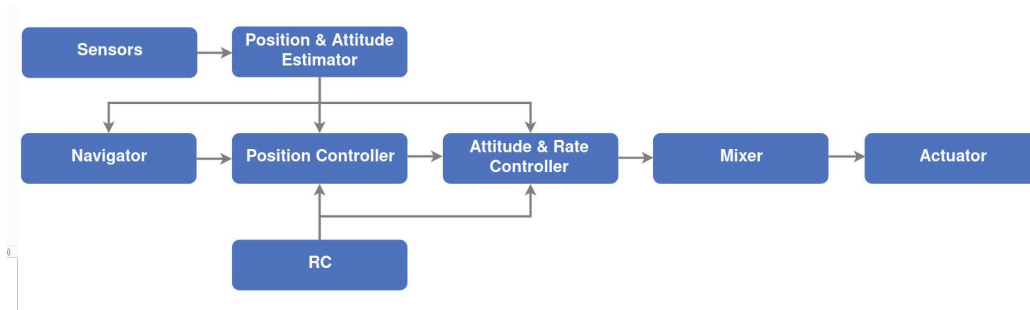 Sensors
Position & Attitude
Estimator
Navigator
Position Controller
Attitude & Rate
Controller
Mixer
Actuator
RC